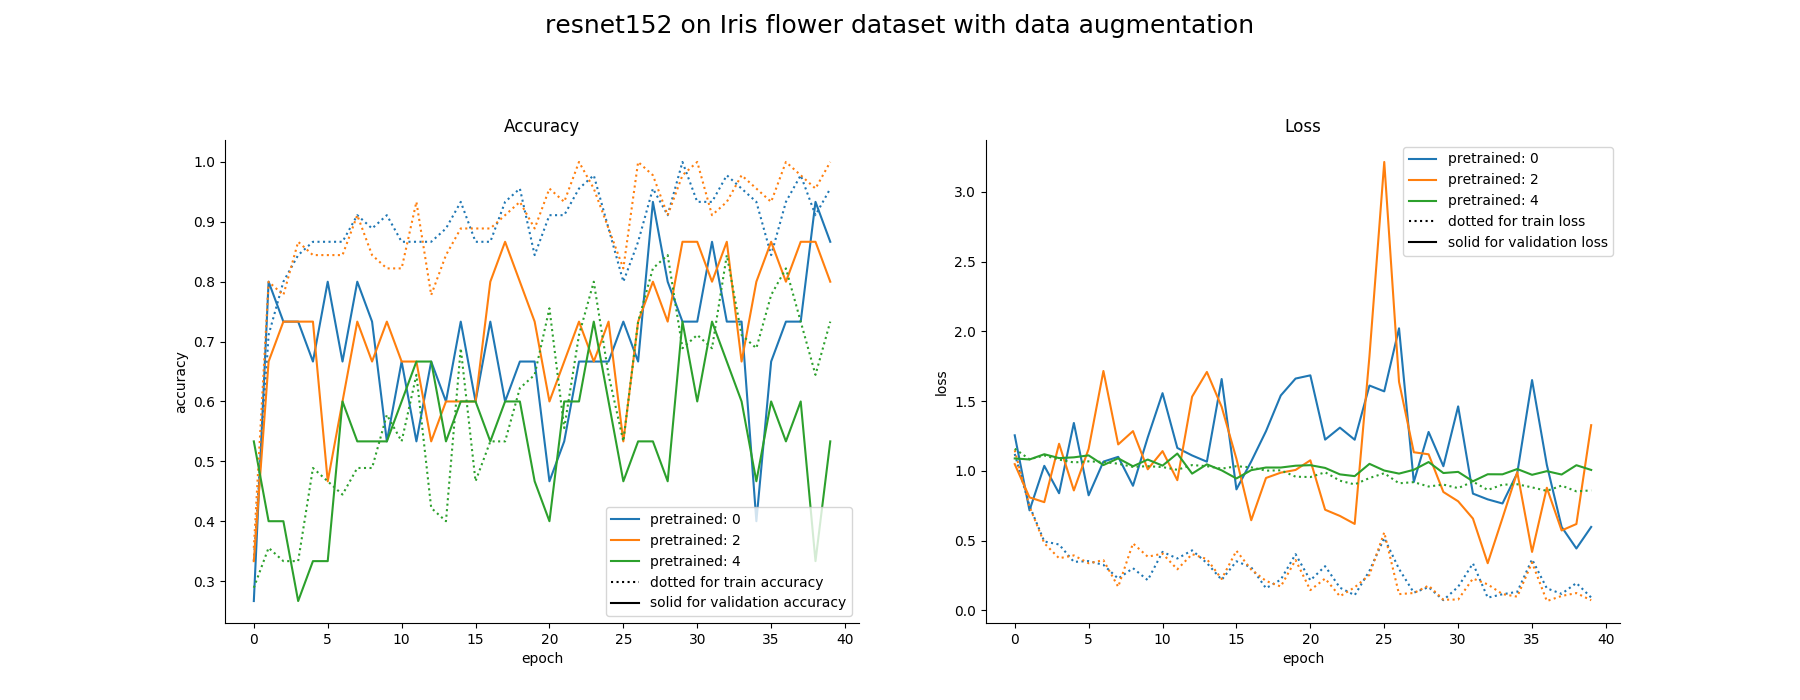 resnet152 on Iris flower dataset with data augmentation
Accuracy
accuracy
1.0
0.9
0.8
0.7
0.6
0.5
0.4
0.3
pretrained: 0
pretrained: 2
pretrained: 4
dotted for train accuracy
solid for validation accuracy
0 5 10 15 20 25 30 35 40
epoch
Loss
loss
3.0
2.5
2.0
1.5
1.0
0.5
0.0
pretrained: 0
pretrained: 2
pretrained: 4
dotted for train loss
solid for validation loss
0 5 10 15 20 25 30 35 40
epoch